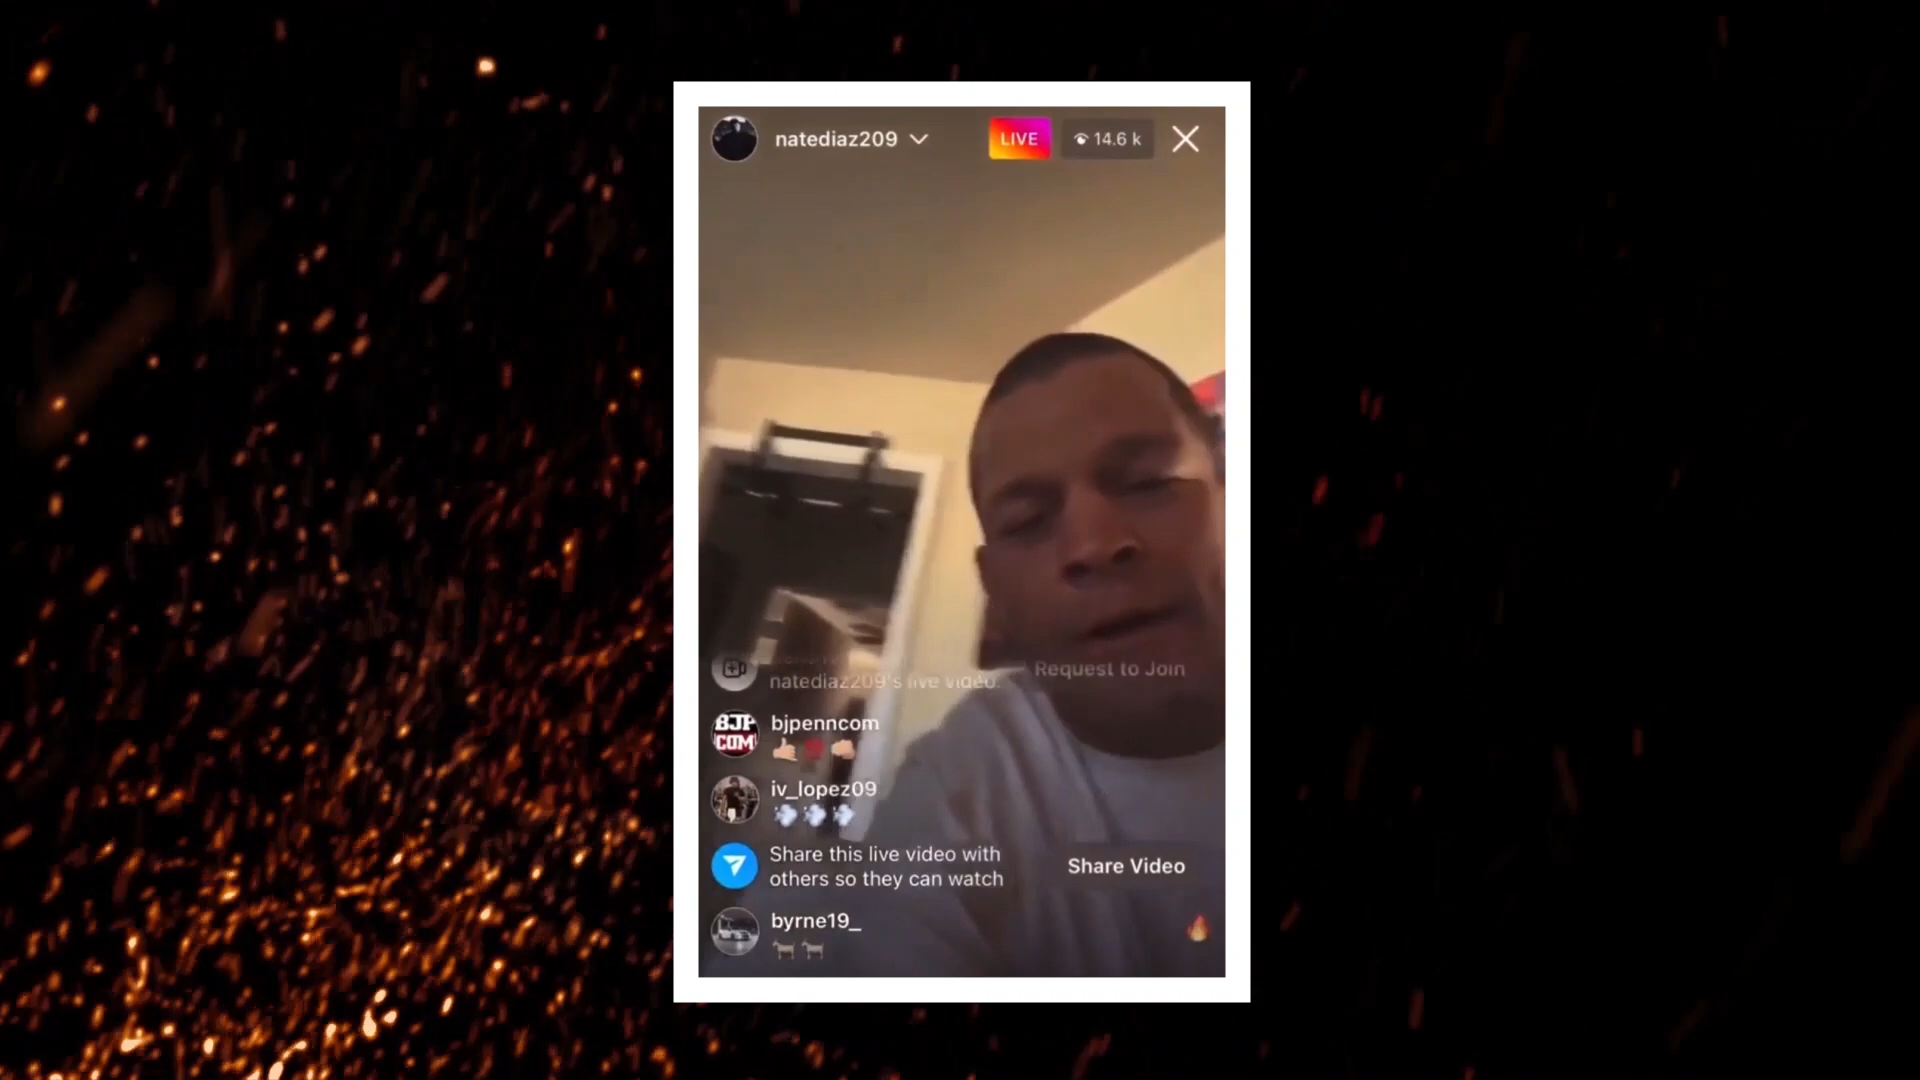 natediaz209
LIVE
14.6 k
natediaz209's live video.
Request to Join
BJP
COM
bjpenncom
iv_lopez09
Share this live video with
others so they can watch
Share Video
byrne19_